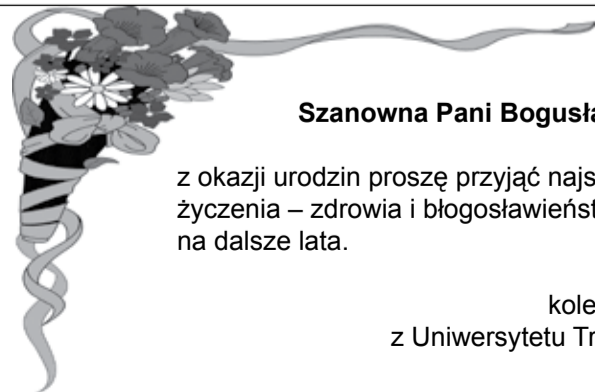 Szanowna Pani
z okazji urodzin proszę przyjąć
życzenia – zdrowia i
na dalsze lata.
z Uniwersytetu